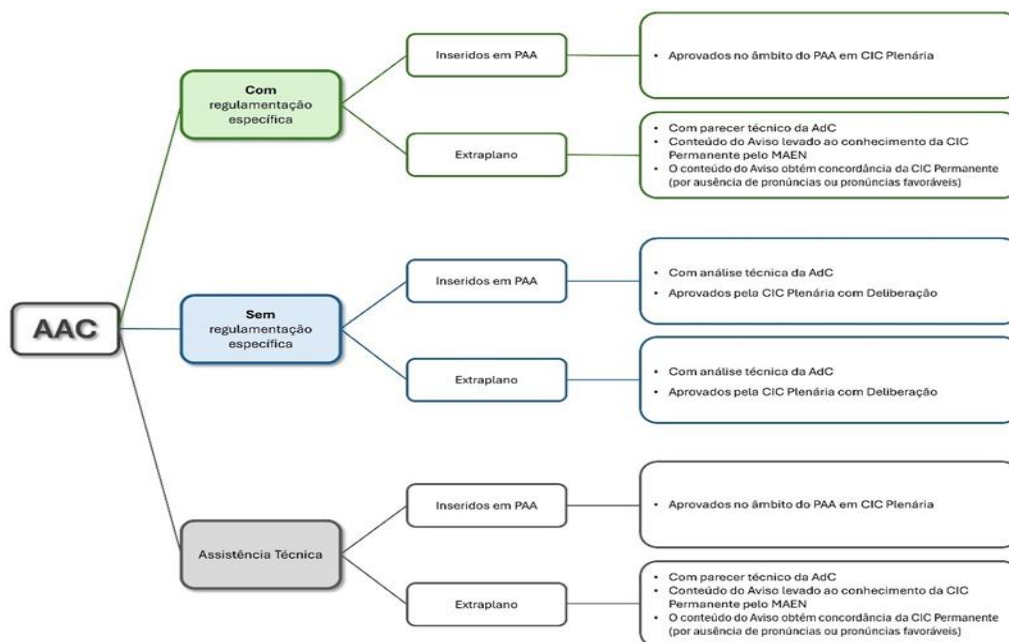 Com
regulamentação
específica
Inseridos em PAA
• Aprovados no âmbito do PAA em CIC Plenária
Extraplano
• Com parecer técnico da AdC
• Conteúdo do Aviso levado ao conhecimento da CIC
Permanente pelo MAEN
• O conteúdo do Aviso obtém concordância da CIC Permanente
(por ausência de pronúncias ou pronúncias favoráveis)
AAC
Sem
regulamentação
específica
Inseridos em PAA
• Com análise técnica da AdC
• Aprovados pela CIC Plenária com Deliberação
Extraplano
• Com análise técnica da AdC
• Aprovados pela CIC Plenária com Deliberação
Assistência Técnica
Inseridos em PAA
• Aprovados no âmbito do PAA em CIC Plenária
Extraplano
• Com parecer técnico da AdC
• Conteúdo do Aviso levado ao conhecimento da CIC
Permanente pelo MAEN
• O conteúdo do Aviso obtém concordância da CIC Permanente
(por ausência de pronúncias ou pronúncias favoráveis)